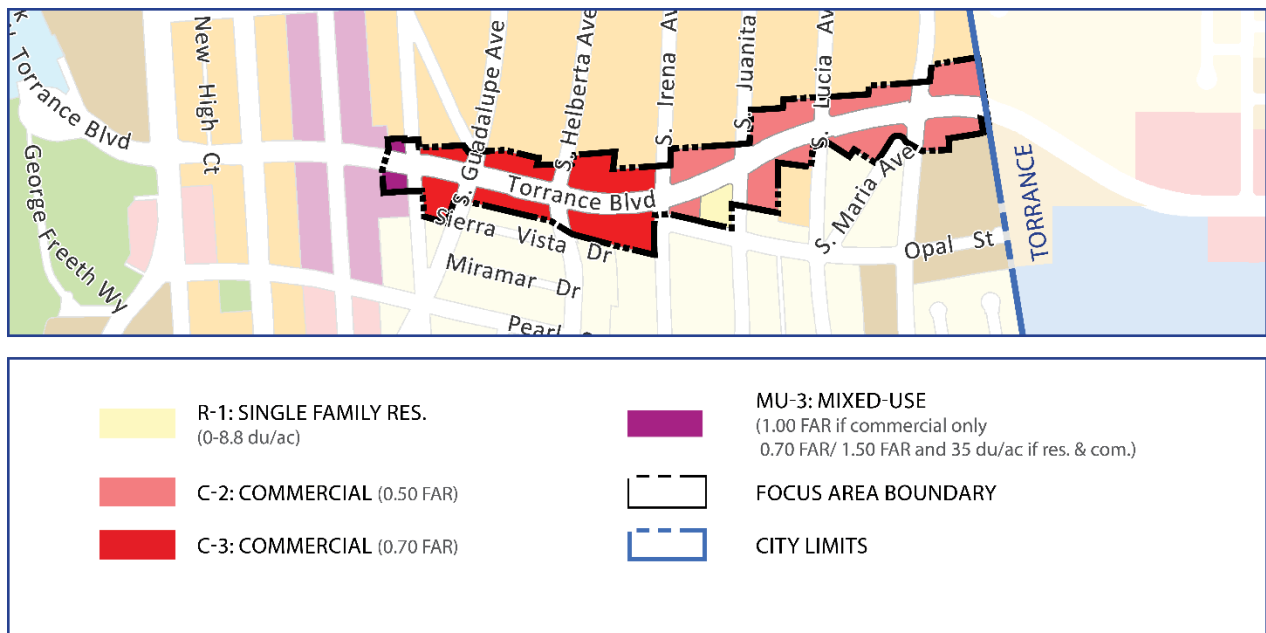 Torrance Blvd
New High Ct
George Freeth Wy
S. Guadalupe Ave
S. Helberta Ave
S. Irena
S. Juanita
S. Lucia
Torrance Blvd
Sierra Vista Dr
Miramar Dr
Pearl
S. Maria Ave
Opal St
TORRANCE
R-1: SINGLE FAMILY RES.
(0-8.8 du/ac)
C-2: COMMERCIAL (0.50 FAR)
C-3: COMMERCIAL (0.70 FAR)
MU-3: MIXED-USE
(1.00 FAR if commercial only
0.70 FAR/ 1.50 FAR and 35 du/ac if res. & com.)
FOCUS AREA BOUNDARY
CITY LIMITS